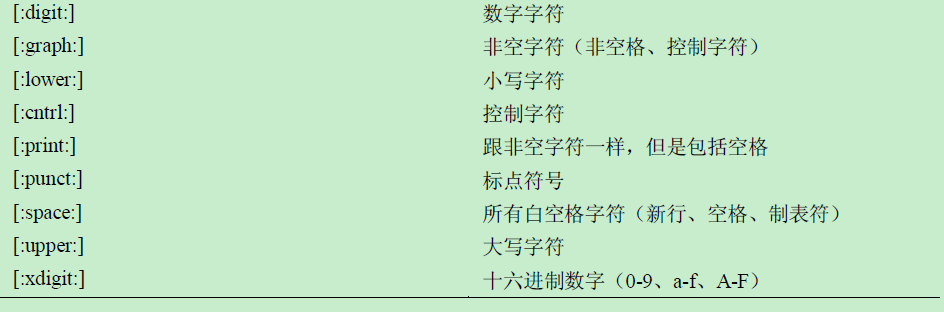 [:digit:] 数字字符
[:graph:] 非空字符（非空格、控制字符）
[:lower:] 小写字符
[:cntrl:] 控制字符
[:print:] 跟非空字符一样，但是包括空格
[:punct:] 标点符号
[:space:] 所有白空格字符（新行、空格、制表符）
[:upper:] 大写字符
[:xdigit:] 十六进制数字（0-9、a-f、A-F）